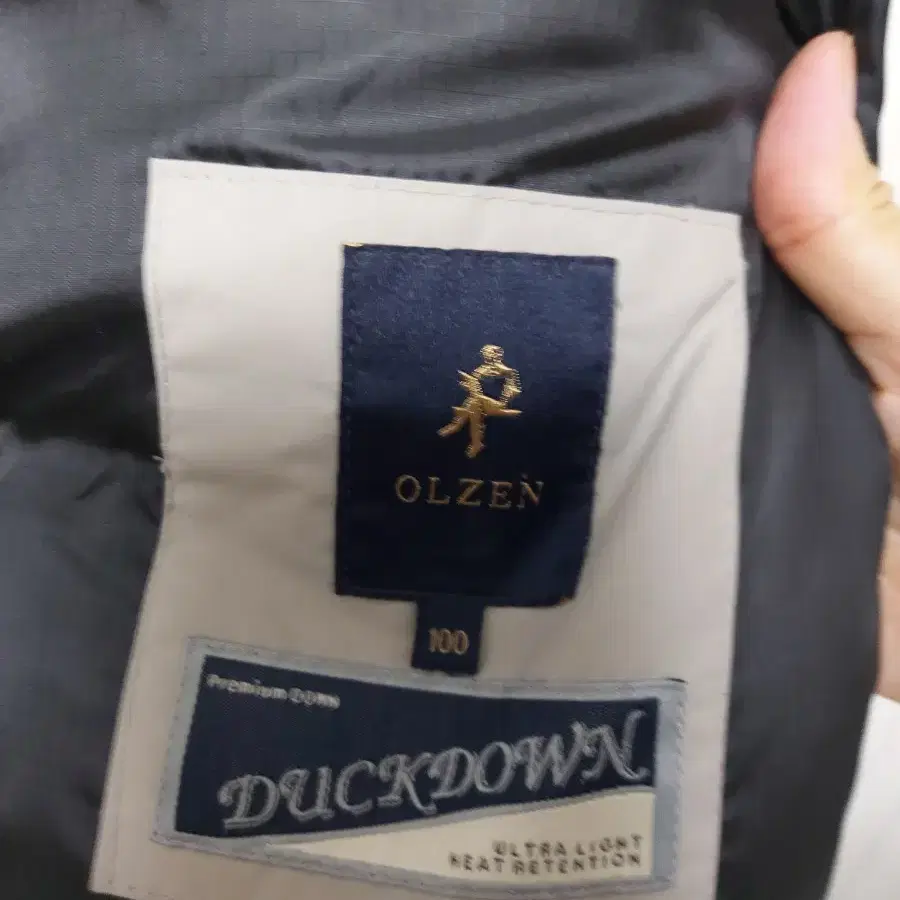 OLZEN
100
Premium DOWN
DUCKDOWN
ULTRA LIGHT
HEAT RETENTION